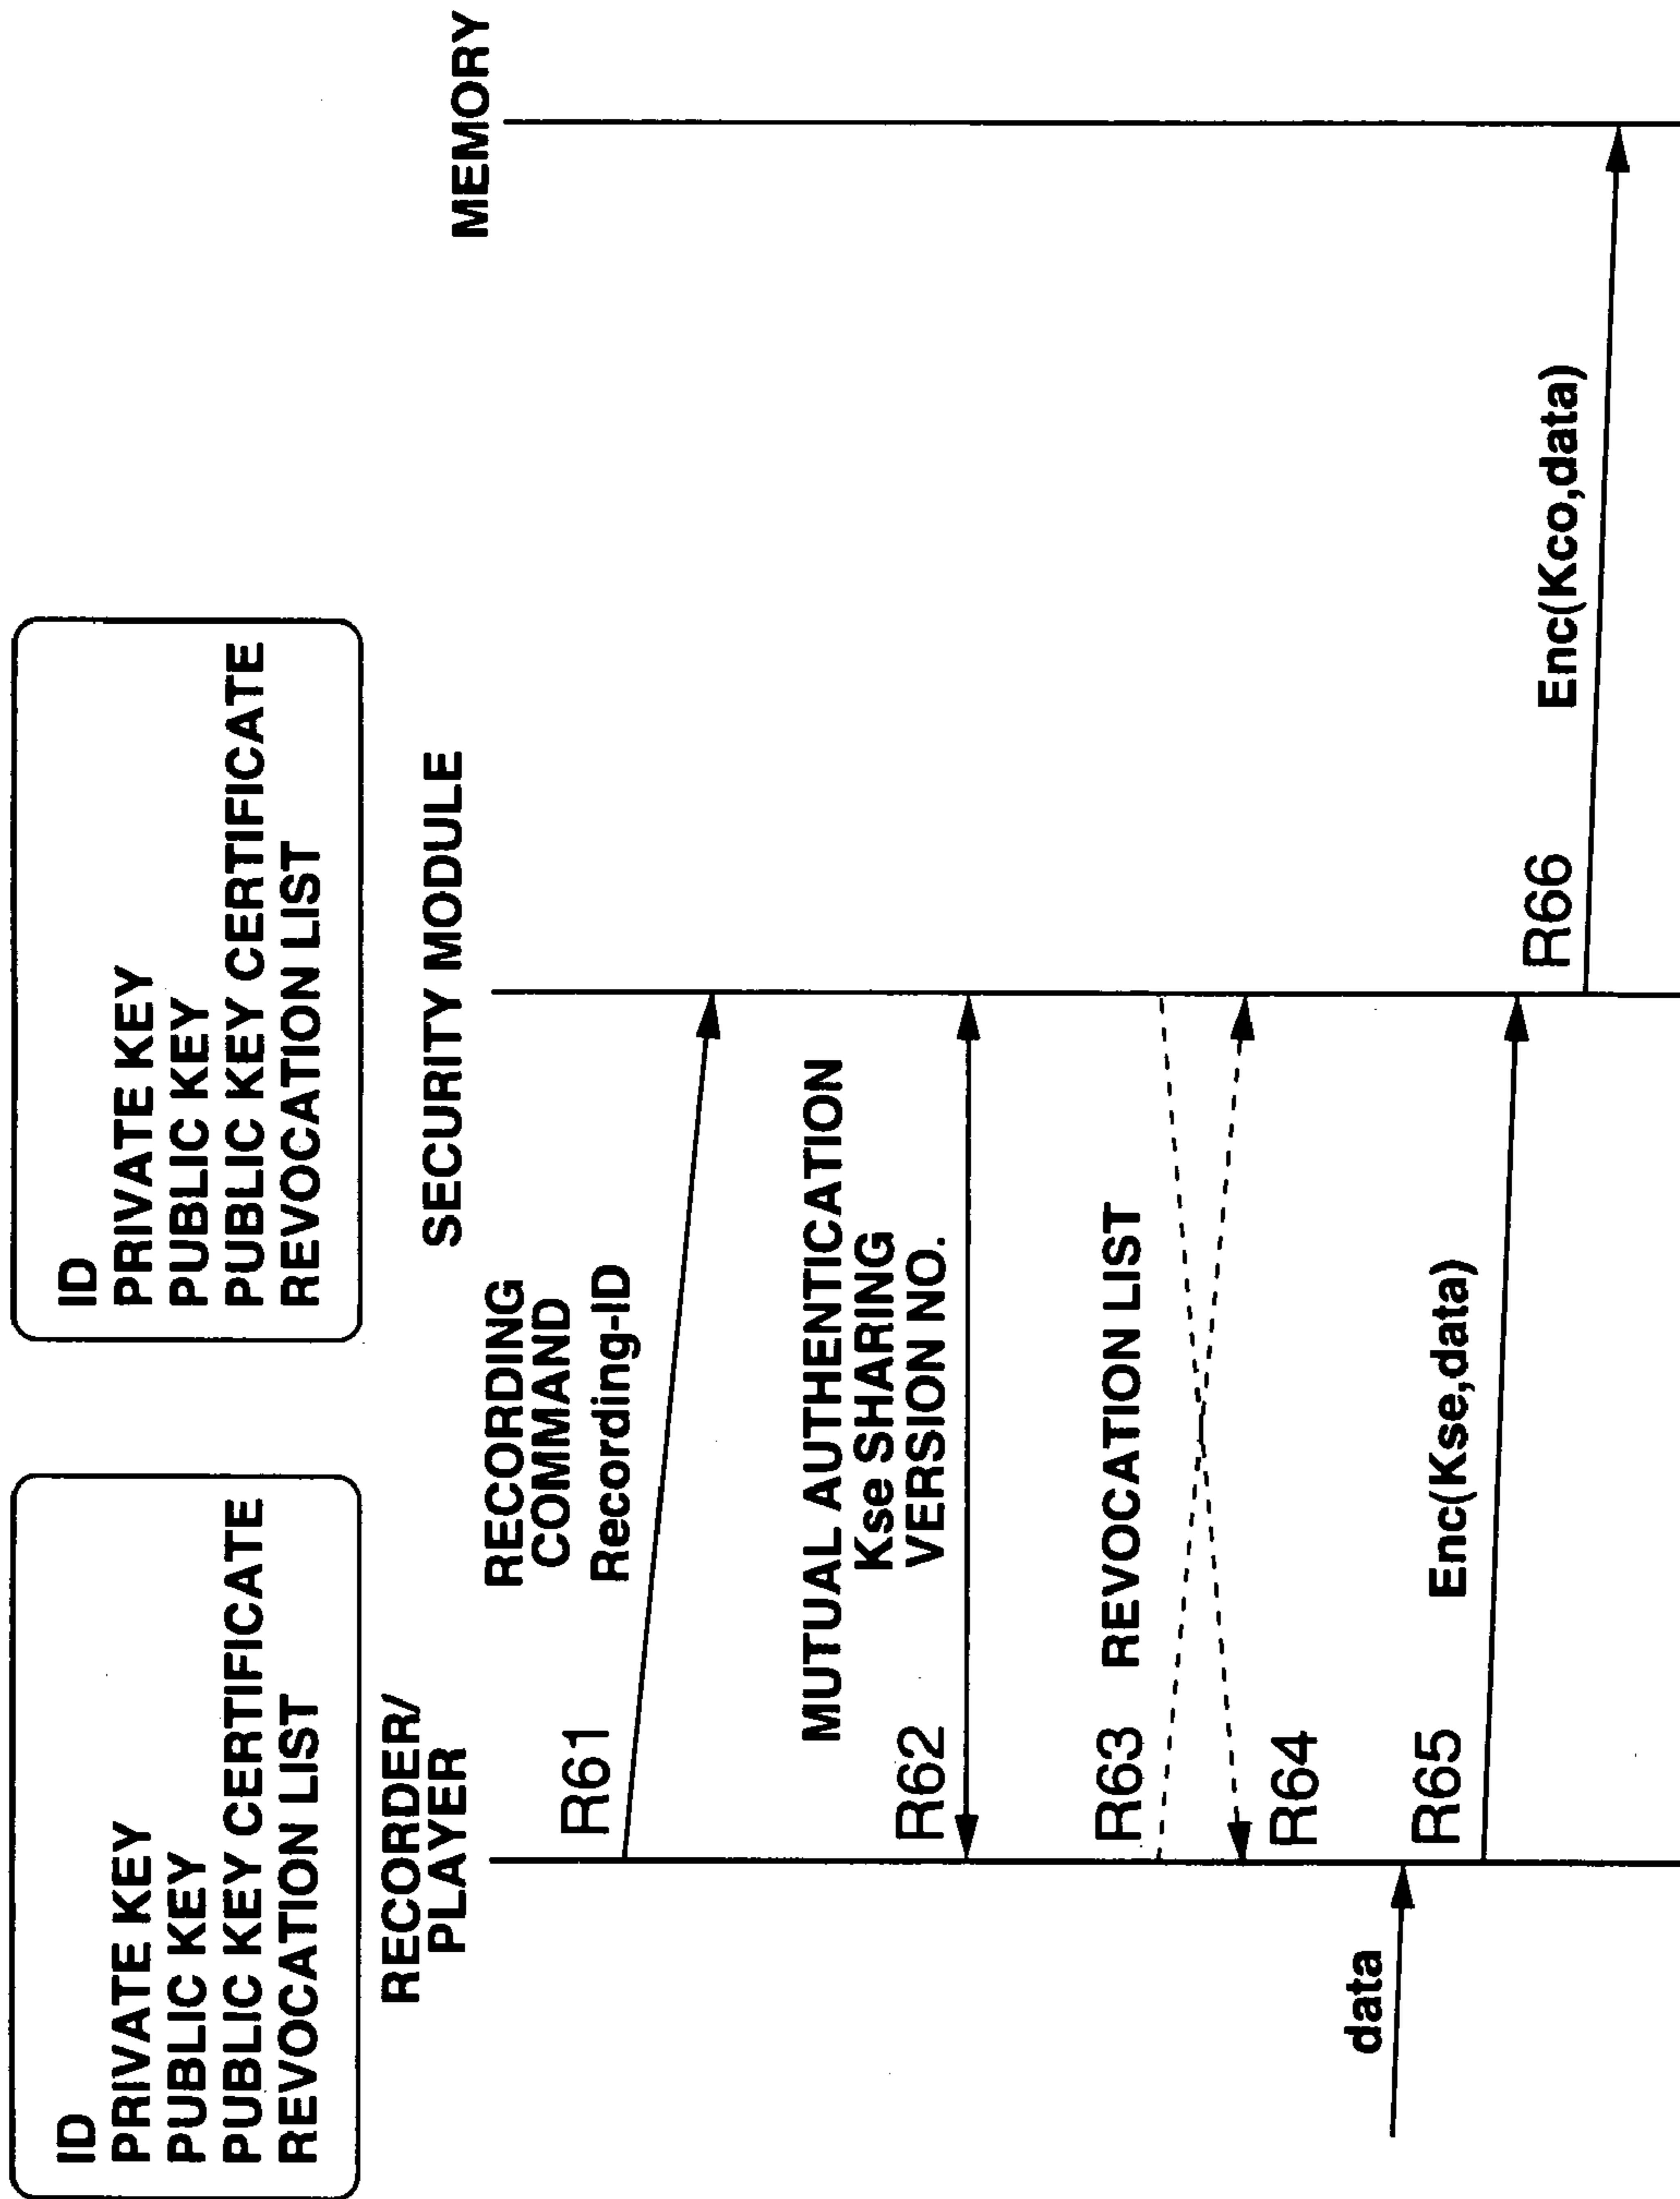 ID
PRIVATE KEY
PUBLIC KEY
PUBLIC KEY CERTIFICATE
REVOCATION LIST
ID
PRIVATE KEY
PUBLIC KEY
PUBLIC KEY CERTIFICATE
REVOCATION LIST
RECORDER/
PLAYER
SECURITY MODULE
MEMORY
RECORDING
COMMAND
Recording-ID
R61
MUTUAL AUTHENTICATION
Kse SHARING
VERSION NO.
R62
R63
REVOCATION LIST
R64
data
R65
Enc(Kse,data)
R66
Enc(Kco,data)